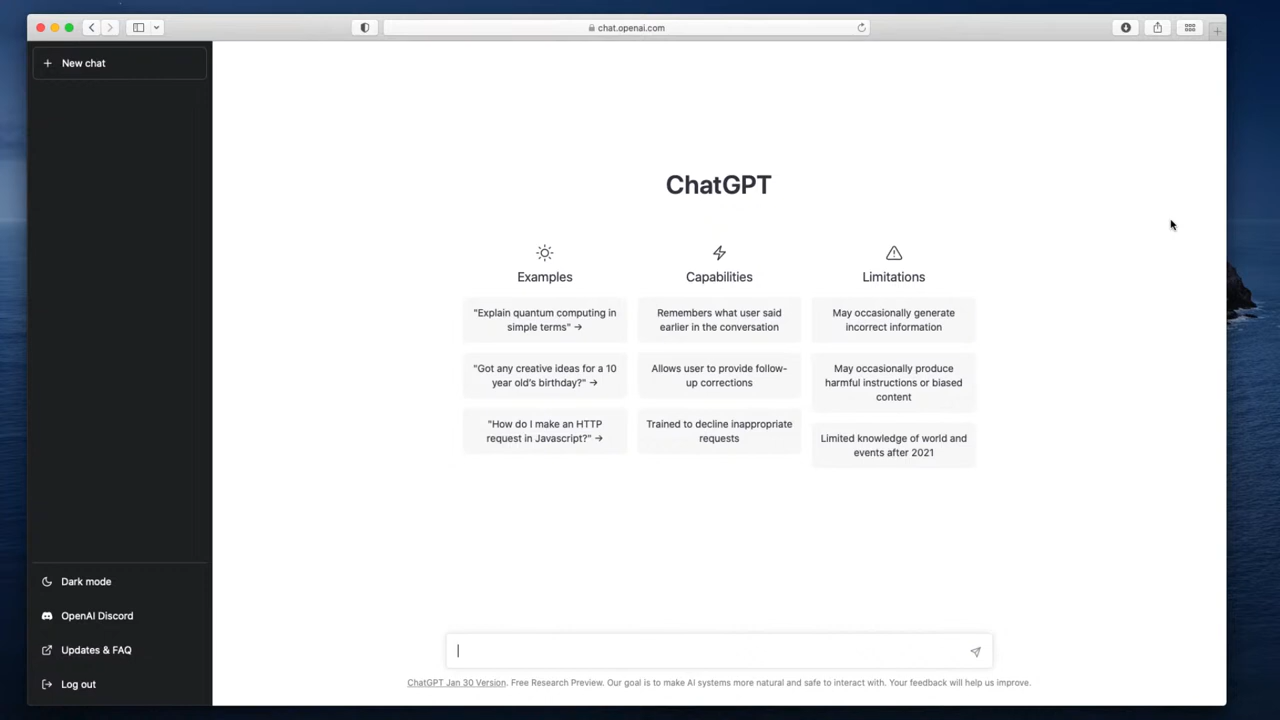 chat.openai.com
New chat
ChatGPT
Examples
Capabilities
Limitations
"Explain quantum computing in
simple terms" →
Remembers what user said
earlier in the conversation
May occasionally generate
incorrect information
"Got any creative ideas for a 10
year old's birthday?" →
Allows user to provide follow-
up corrections
May occasionally produce
harmful instructions or biased
content
"How do I make an HTTP
request in Javascript?" →
Trained to decline inappropriate
requests
Limited knowledge of world and
events after 2021
Dark mode
OpenAI Discord
Updates & FAQ
Log out
ChatGPT Jan 30 Version. Free Research Preview. Our goal is to make AI systems more natural and safe to interact with. Your feedback will help us improve.